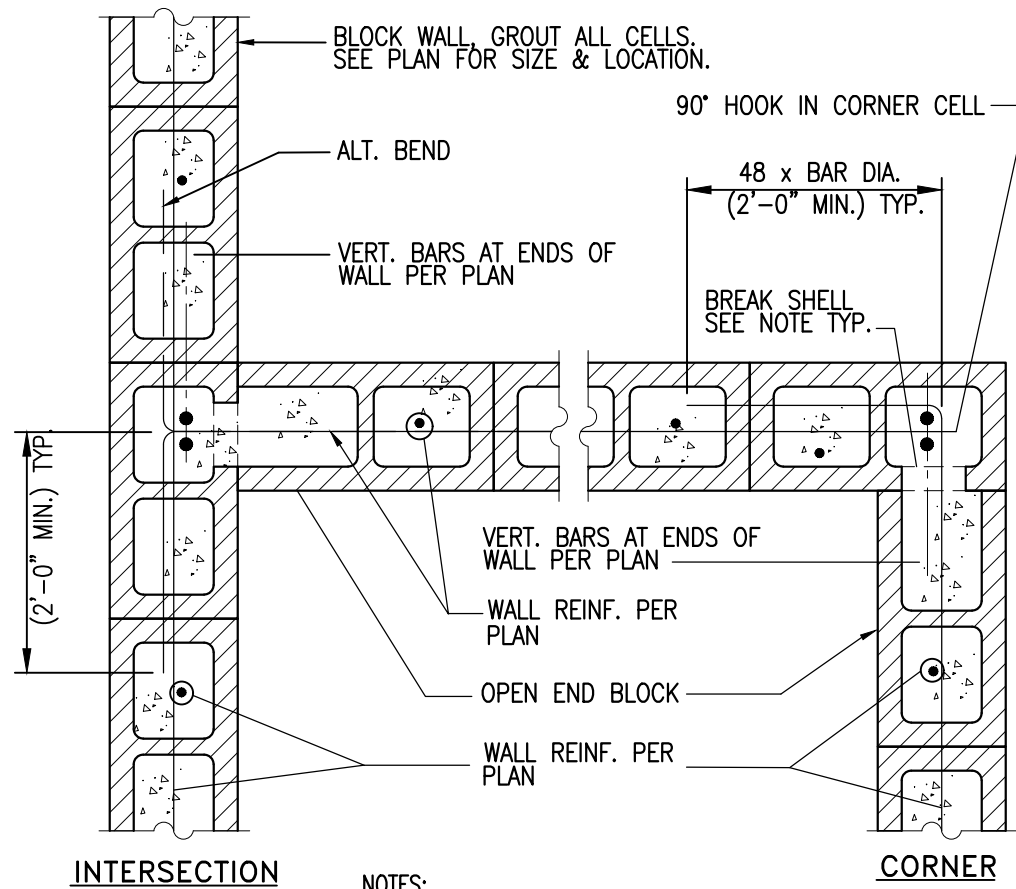 BLOCK WALL, GROUT ALL CELLS.
SEE PLAN FOR SIZE & LOCATION.
90° HOOK IN CORNER CELL
ALT. BEND
48 x BAR DIA.
(2'-0" MIN.) TYP.
VERT. BARS AT ENDS OF
WALL PER PLAN
BREAK SHELL
SEE NOTE TYP.
(2'-0" MIN.) TYP.
VERT. BARS AT ENDS OF
WALL PER PLAN
WALL REINF. PER
PLAN
OPEN END BLOCK
WALL REINF. PER
PLAN
INTERSECTION
CORNER
NOTES: